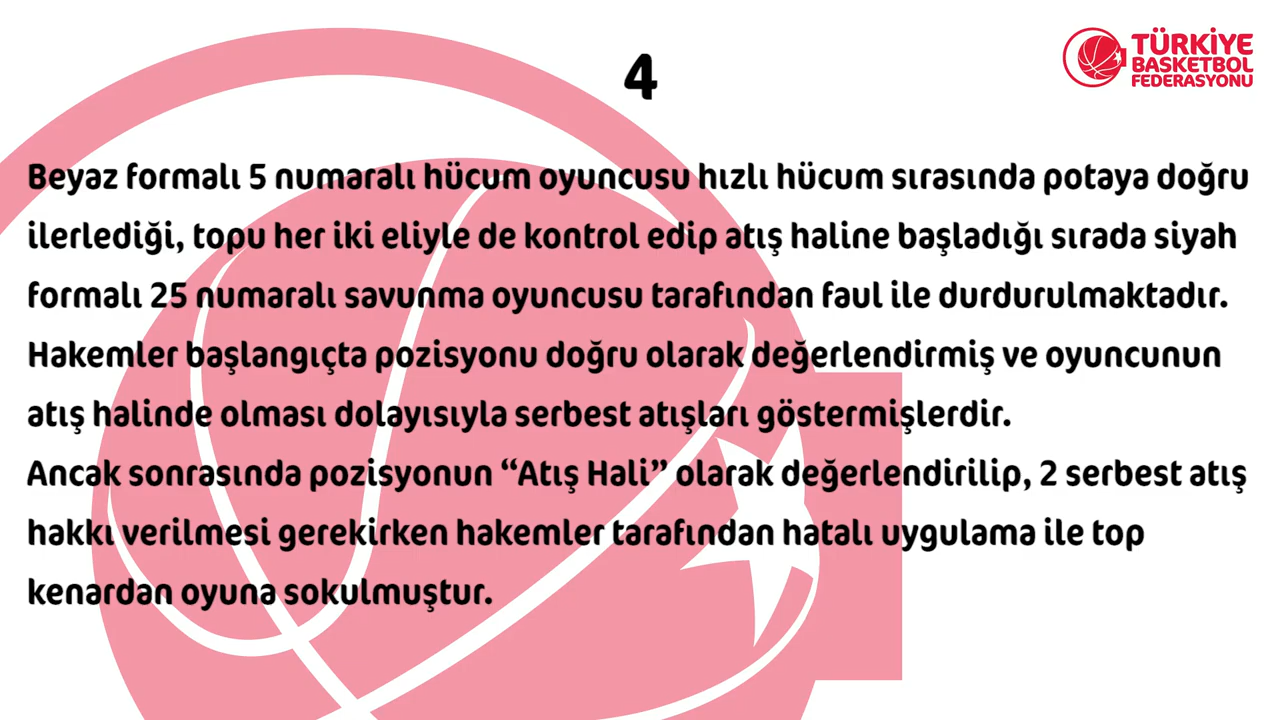 4
TÜRKİYE
BASKETBOL
FEDERASYONU
Beyaz formalı 5 numaralı hücum oyuncusu hızlı hücum sırasında potaya doğru
ilerlediği, topu her iki eliyle de kontrol edip atış haline başladığı sırada siyah
formalı 25 numaralı savunma oyuncusu tarafından faul ile durdurulmaktadır.
Hakemler başlangıçta pozisyonu doğru olarak değerlendirmiş ve oyuncunun
atış halinde olması dolayısıyla serbest atışları göstermişlerdir.
Ancak sonrasında pozisyonun “Atış Hali” olarak değerlendirilip, 2 serbest atış
hakkı verilmesi gerekirken hakemler tarafından hatalı uygulama ile top
kenardan oyuna sokulmuştur.